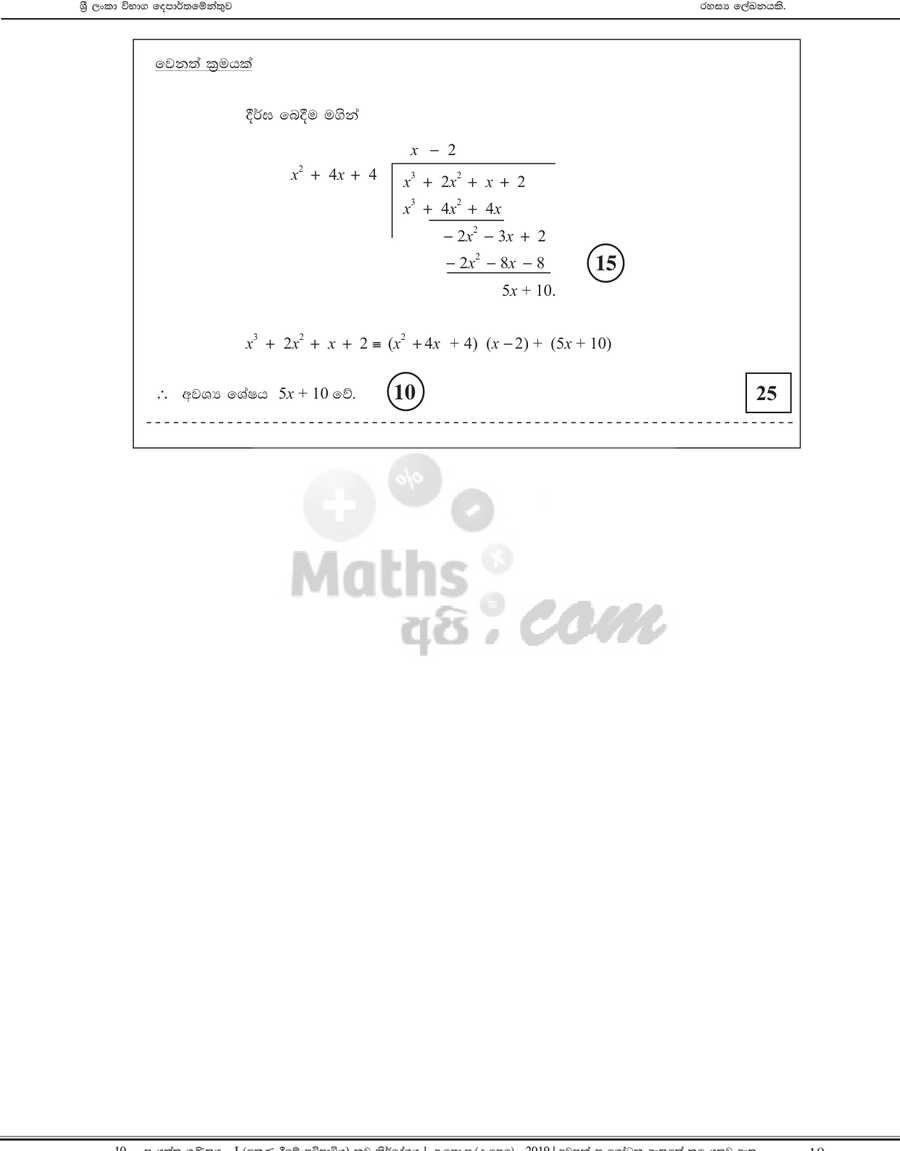 ශ්‍රී ලංකා විභාග දෙපාර්තමේන්තුව රහස්‍ය ලේඛනයකි.
වෙනත් ක්‍රමයක්
දීර්ඝ බෙදීම මගින්
x − 2
x² + 4x + 4 x³ + 2x² + x + 2
x³ + 4x² + 4x
− 2x² − 3x + 2
− 2x² − 8x − 8 15
5x + 10.
x³ + 2x² + x + 2 ≡ (x² + 4x + 4) (x − 2) + (5x + 10)
∴ අවශ්‍ය ශේෂය 5x + 10 වේ. 10 25
Maths
අපි . com